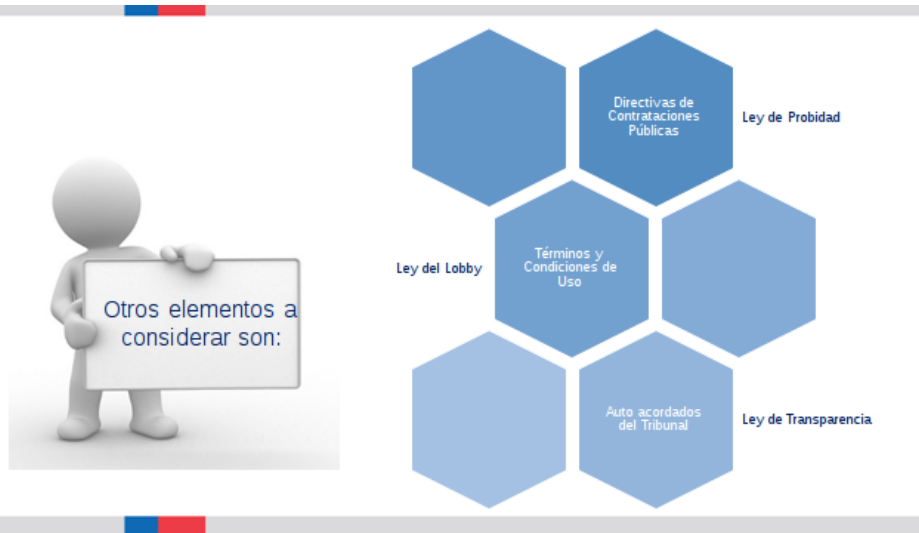 Otros elementos a
considerar son:
Directivas de
Contrataciones
Públicas
Ley de Probidad
Ley del Lobby
Términos y
Condiciones de
Uso
Auto acordados
del Tribunal
Ley de Transparencia